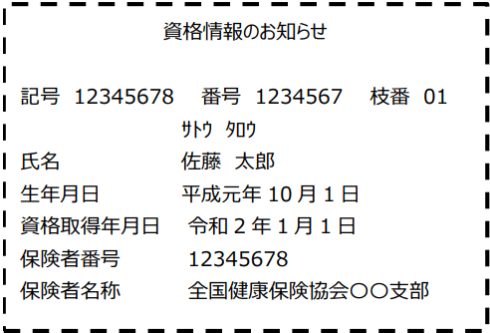 資格情報のお知らせ
記号 12345678 番号 1234567 枝番 01
ｻﾄｳ ﾀﾛｳ
氏名 佐藤 太郎
生年月日 平成元年 10 月 1 日
資格取得年月日 令和 2 年 1 月 1 日
保険者番号 12345678
保険者名称 全国健康保険協会〇〇支部